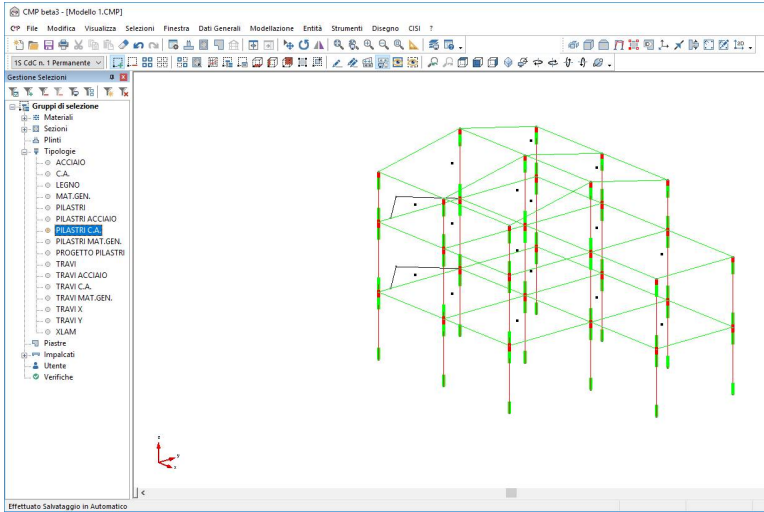 CMP beta3 - [Modello 1.CMP]
File Modifica Visualizza Selezioni Finestra Dati Generali Modellazione Entità Strumenti Disegno CISI ?
1S CdC n. 1 Permanente
Gestione Selezioni
Gruppi di selezione
Materiali
Sezioni
Plinti
Tipologie
ACCIAIO
C.A.
LEGNO
MAT.GEN.
PILASTRI
PILASTRI ACCIAIO
PILASTRI C.A.
PILASTRI MAT.GEN.
PROGETTO PILASTRI
TRAVI
TRAVI ACCIAIO
TRAVI C.A.
TRAVI MAT.GEN.
TRAVI X
TRAVI Y
XLAM
Piastre
Impalcati
Utente
Verifiche
z
y
x
Effettuato Salvataggio in Automatico